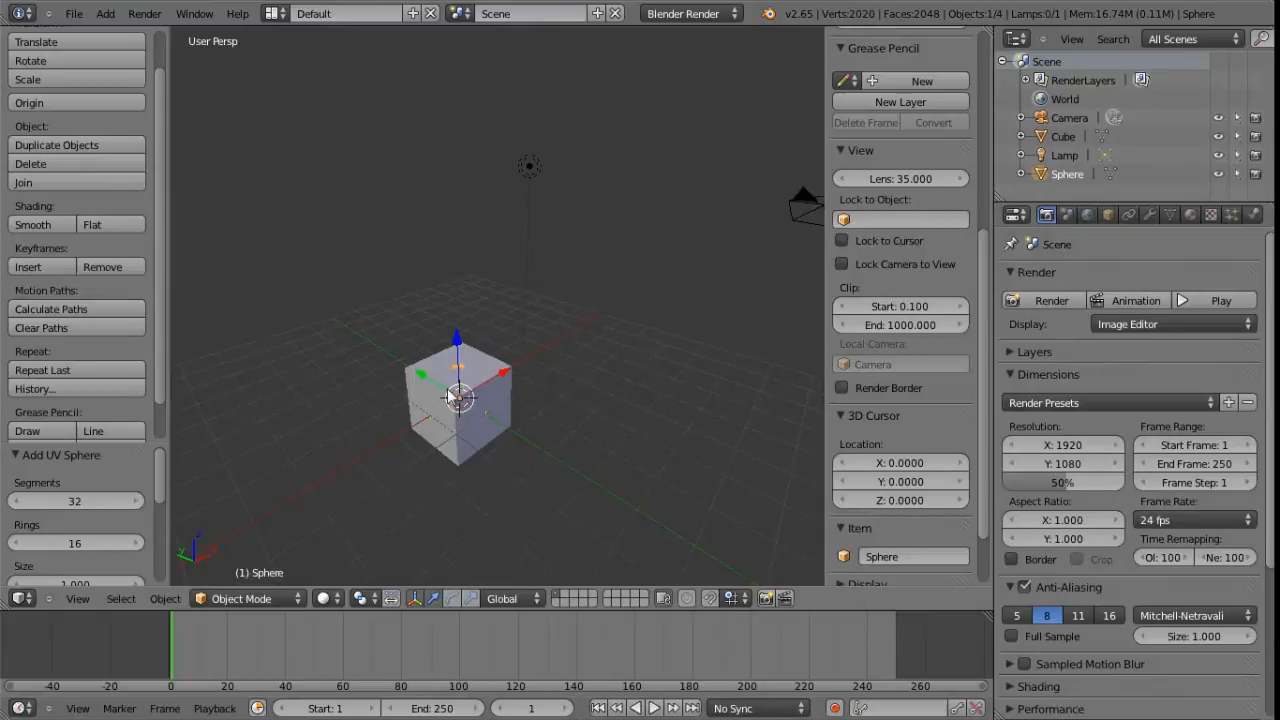 File Add Render Window Help Default Scene Blender Render v2.65 | Verts:2020 | Faces:2048 | Objects:1/4 | Lamps:0/1 | Mem:16.74M (0.11M) | Sphere
Translate
Rotate
Scale
Origin
Object:
Duplicate Objects
Delete
Join
Shading:
Smooth Flat
Keyframes:
Insert Remove
Motion Paths:
Calculate Paths
Clear Paths
Repeat:
Repeat Last
History...
Grease Pencil:
Draw Line
Add UV Sphere
Segments
32
Rings
16
Size
1.000
User Persp
(1) Sphere
Grease Pencil
New
New Layer
Delete Frame Convert
View
Lens: 35.000
Lock to Object:
Lock to Cursor
Lock Camera to View
Clip:
Start: 0.100
End: 1000.000
Local Camera:
Camera
Render Border
3D Cursor
Location:
X: 0.0000
Y: 0.0000
Z: 0.0000
Item
Sphere
Display
View Search All Scenes
Scene
RenderLayers |
World
Camera |
Cube |
Lamp |
Sphere |
Scene
Render
Render Animation Play
Display: Image Editor
Layers
Dimensions
Render Presets
Resolution: Frame Range:
X: 1920 Start Frame: 1
Y: 1080 End Frame: 250
50% Frame Step: 1
Aspect Ratio: Frame Rate:
X: 1.000 24 fps
Y: 1.000 Time Remapping:
Border Crop Ol: 100 Ne: 100
Anti-Aliasing
5 8 11 16 Mitchell-Netravali
Full Sample Size: 1.000
Sampled Motion Blur
Shading
Performance
View Select Object Object Mode Global
-40 -20 0 20 40 60 80 100 120 140 160 180 200 220 240 260
View Marker Frame Playback Start: 1 End: 250 1 No Sync